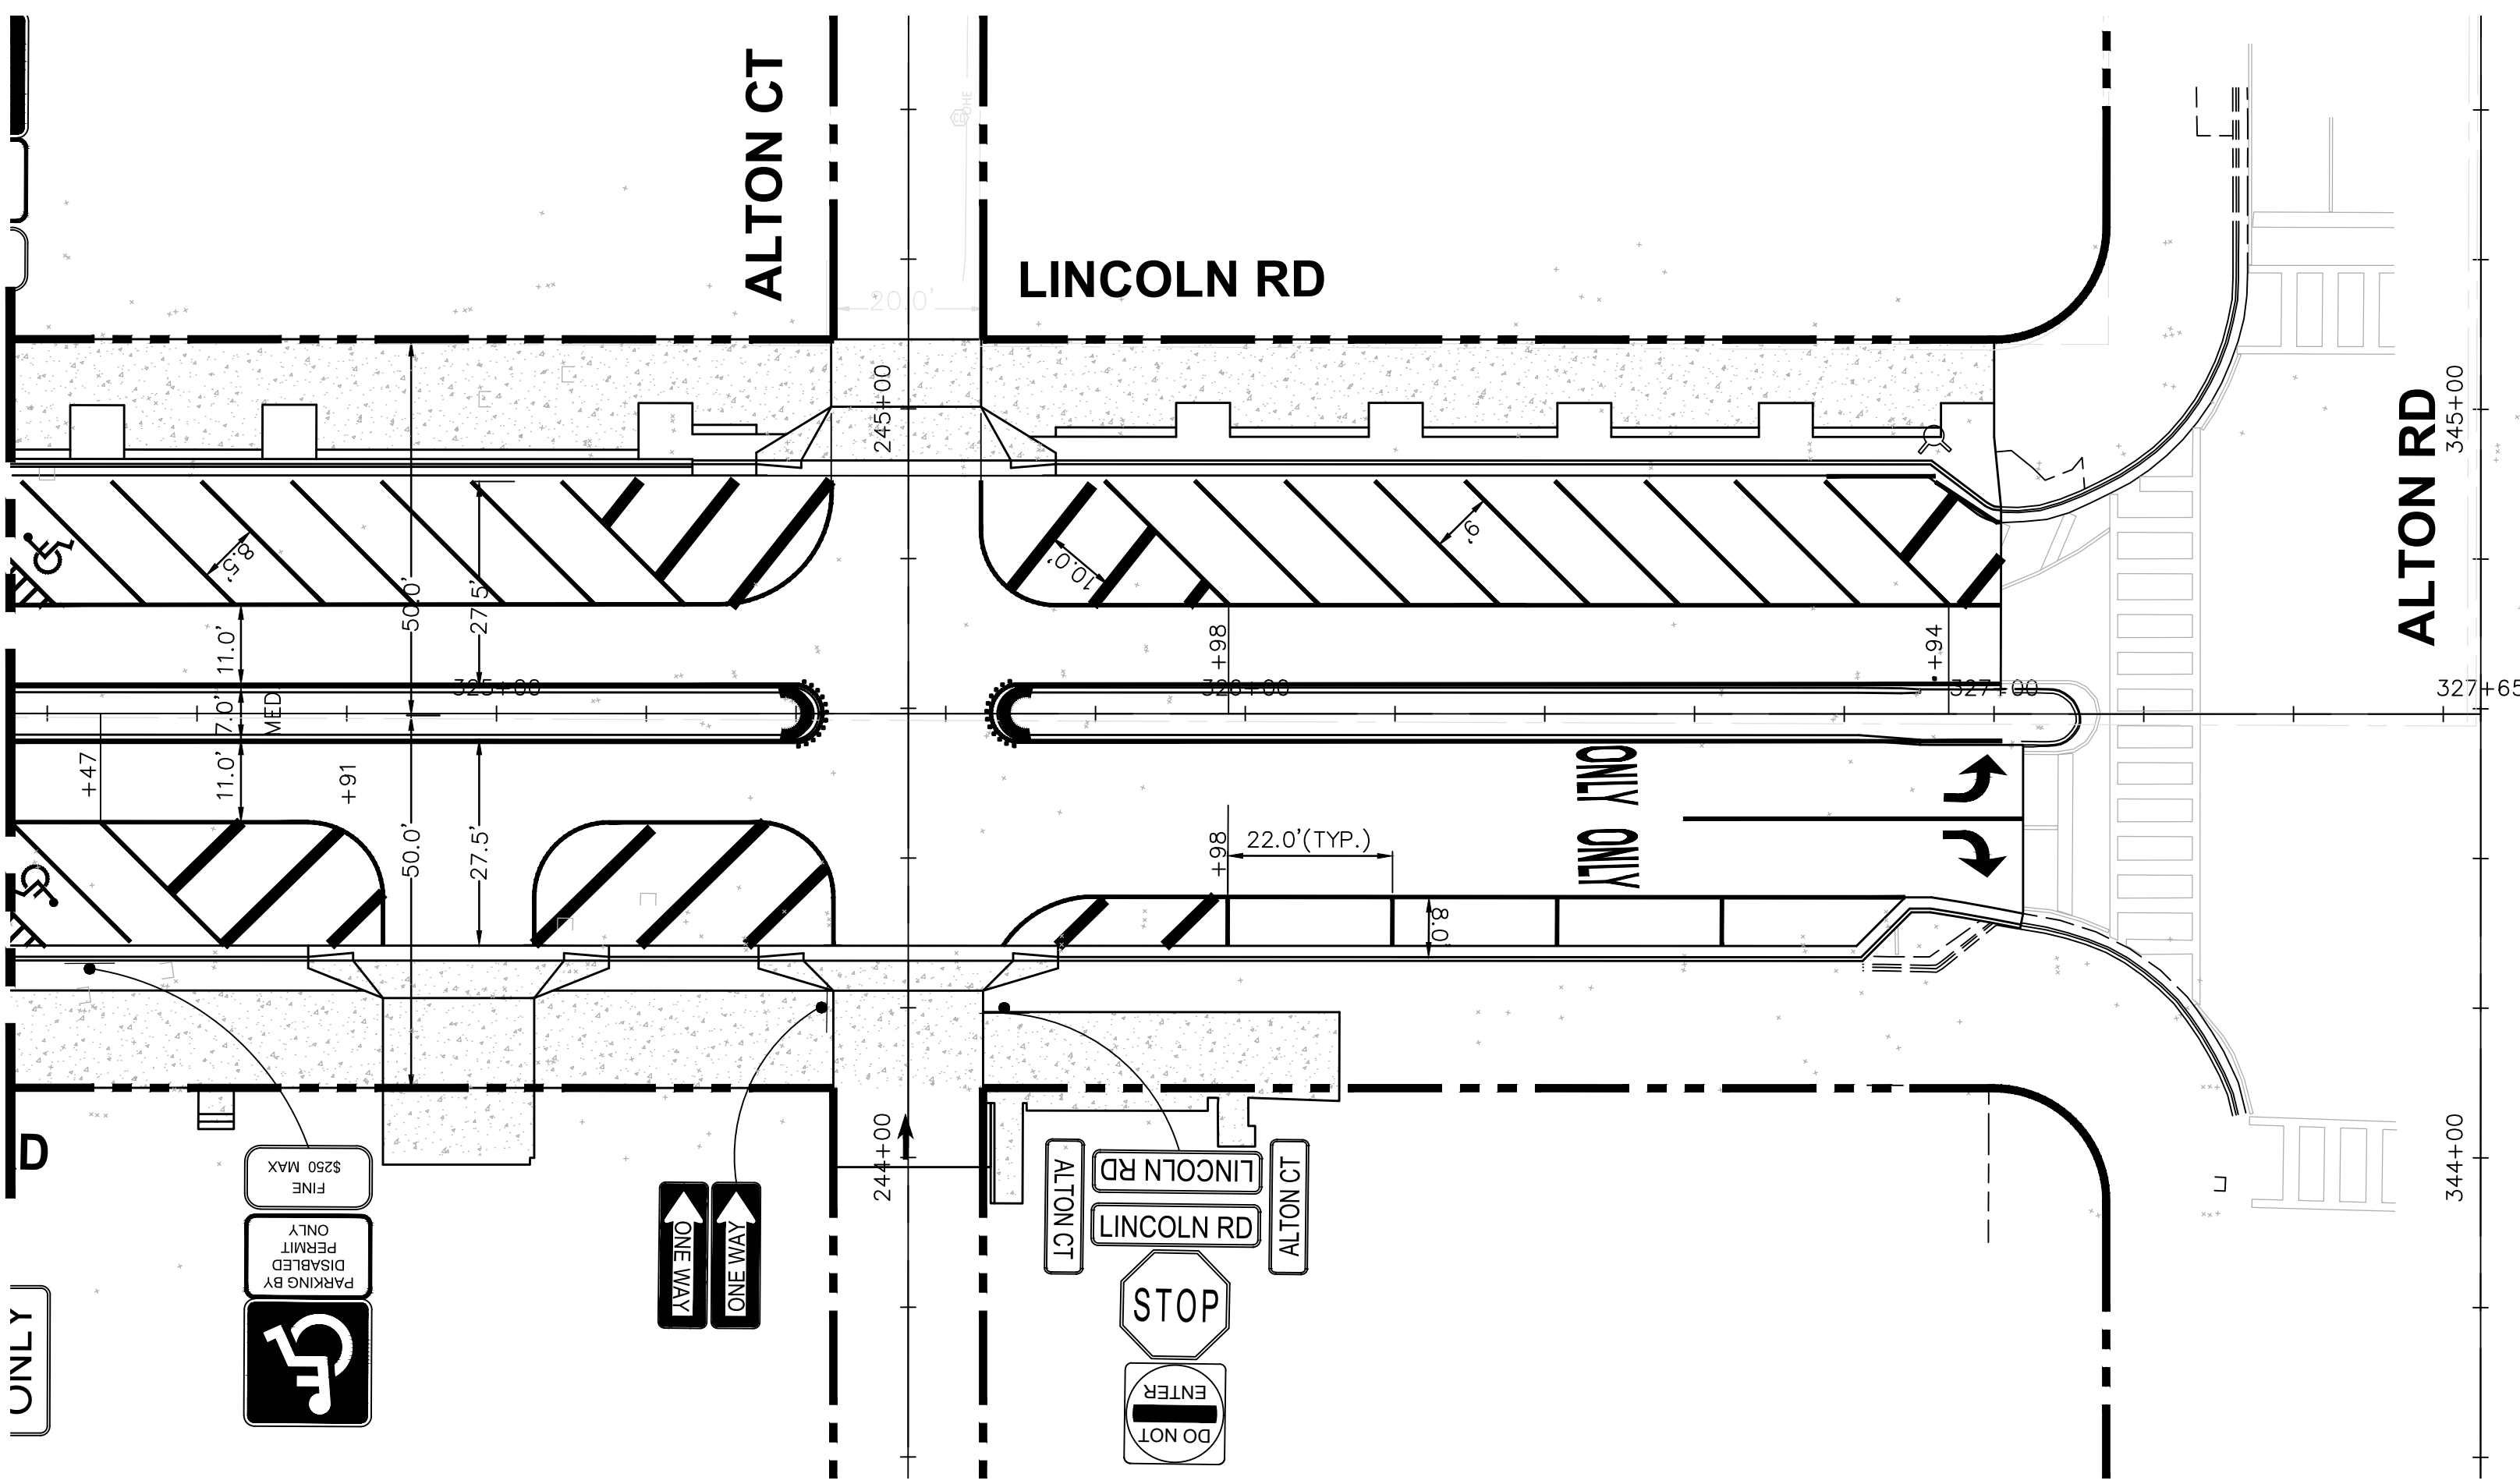 ALTON CT
OHE
LINCOLN RD
20.0'
245+00
345+00
ALTON RD
8.5'
50.0'
27.5'
10.0'
9'
11.0'
+98
+94
7.0'
MED
325+00
326+00
327+00
327+65
+47
11.0'
+91
50.0'
27.5'
ONLY
ONLY
+98
22.0'(TYP.)
8.0'
D
244+00
344+00
FINE
$250 MAX
PARKING BY
DISABLED
PERMIT
ONLY
ONLY
ONE WAY
ONE WAY
ALTON CT
LINCOLN RD
LINCOLN RD
ALTON CT
STOP
DO NOT
ENTER